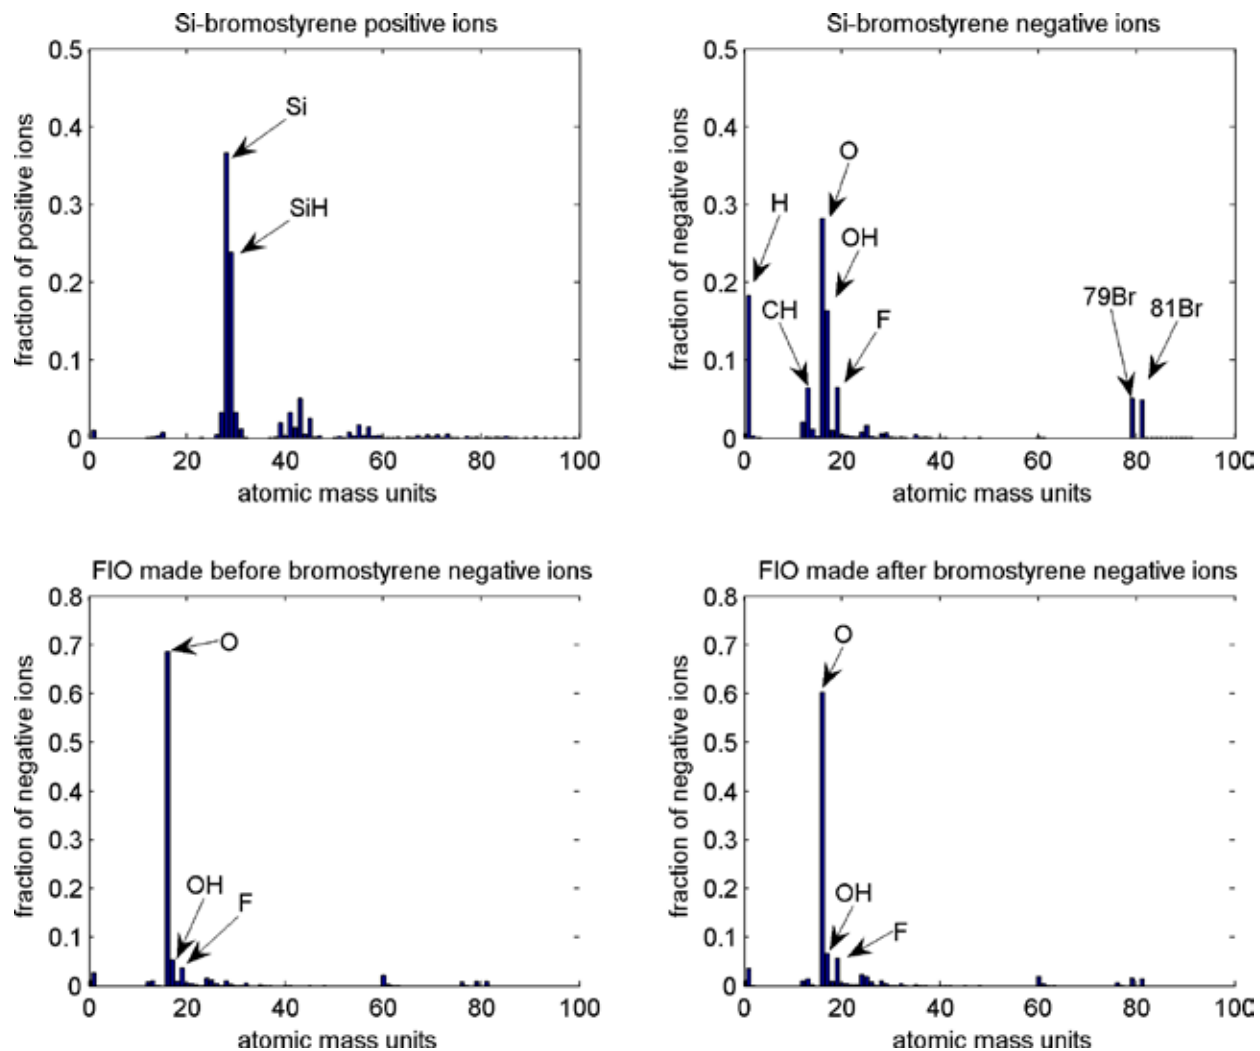 Si-bromostyrene positive ions
0.5
0.4
0.3
0.2
0.1
0
fraction of positive ions
Si
SiH
0 20 40 60 80 100
atomic mass units
Si-bromostyrene negative ions
0.5
0.4
0.3
0.2
0.1
0
fraction of negative ions
H
O
OH
CH
F
79Br
81Br
0 20 40 60 80 100
atomic mass units
FIO made before bromostyrene negative ions
0.8
0.7
0.6
0.5
0.4
0.3
0.2
0.1
0
fraction of negative ions
O
OH
F
0 20 40 60 80 100
atomic mass units
FIO made after bromostyrene negative ions
0.8
0.7
0.6
0.5
0.4
0.3
0.2
0.1
0
fraction of negative ions
O
OH
F
0 20 40 60 80 100
atomic mass units